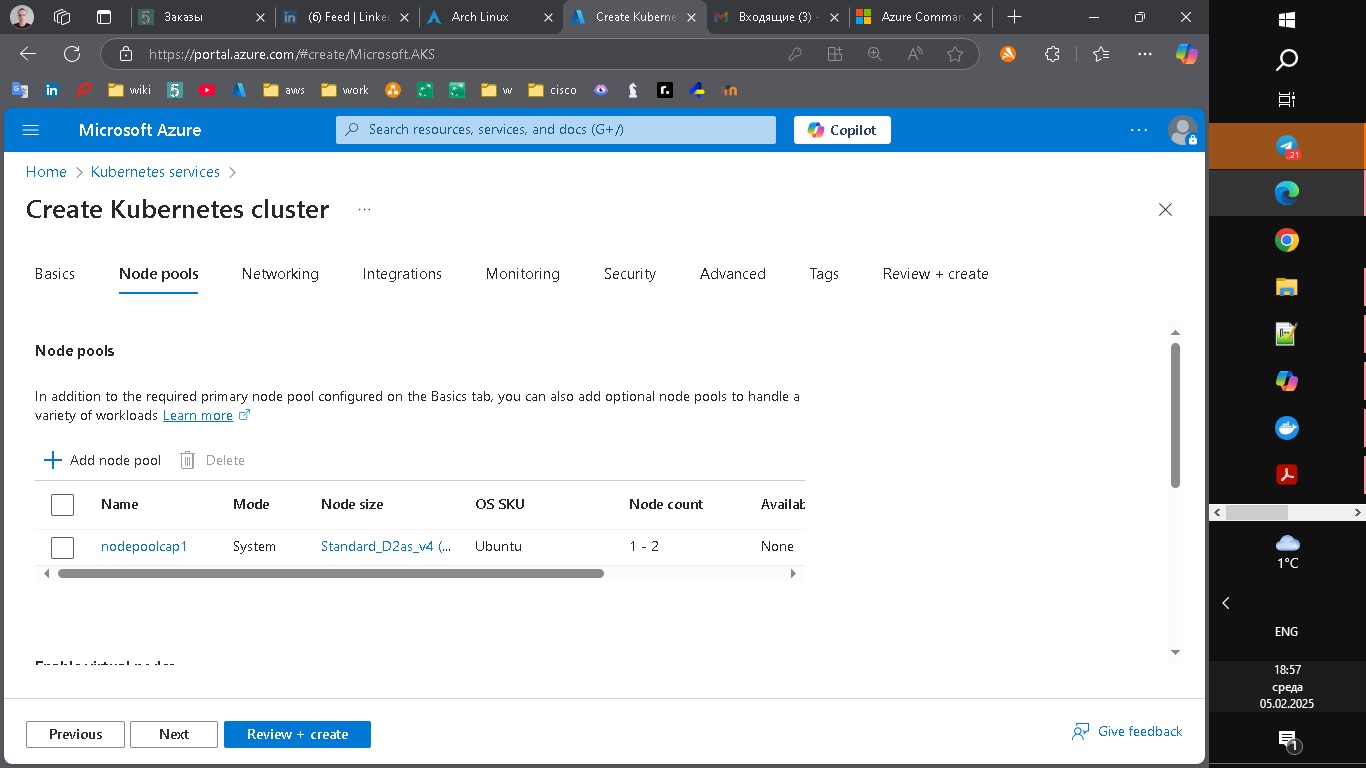 Заказы
(6) Feed | Linke
Arch Linux
Create Kuberne
Входящие (3) -
Azure Comman
https://portal.azure.com/#create/Microsoft.AKS
wiki
aws
work
w
cisco
Microsoft Azure
Search resources, services, and docs (G+/)
Copilot
Home > Kubernetes services >
Create Kubernetes cluster
Basics
Node pools
Networking
Integrations
Monitoring
Security
Advanced
Tags
Review + create
Node pools
In addition to the required primary node pool configured on the Basics tab, you can also add optional node pools to handle a
variety of workloads Learn more
Add node pool
Delete
Name Mode Node size OS SKU Node count Availab
nodepoolcap1 System Standard_D2as_v4 (... Ubuntu 1 - 2 None
Enable virtual nodes
Previous
Next
Review + create
Give feedback
21
1°C
ENG
18:57
среда
05.02.2025
1